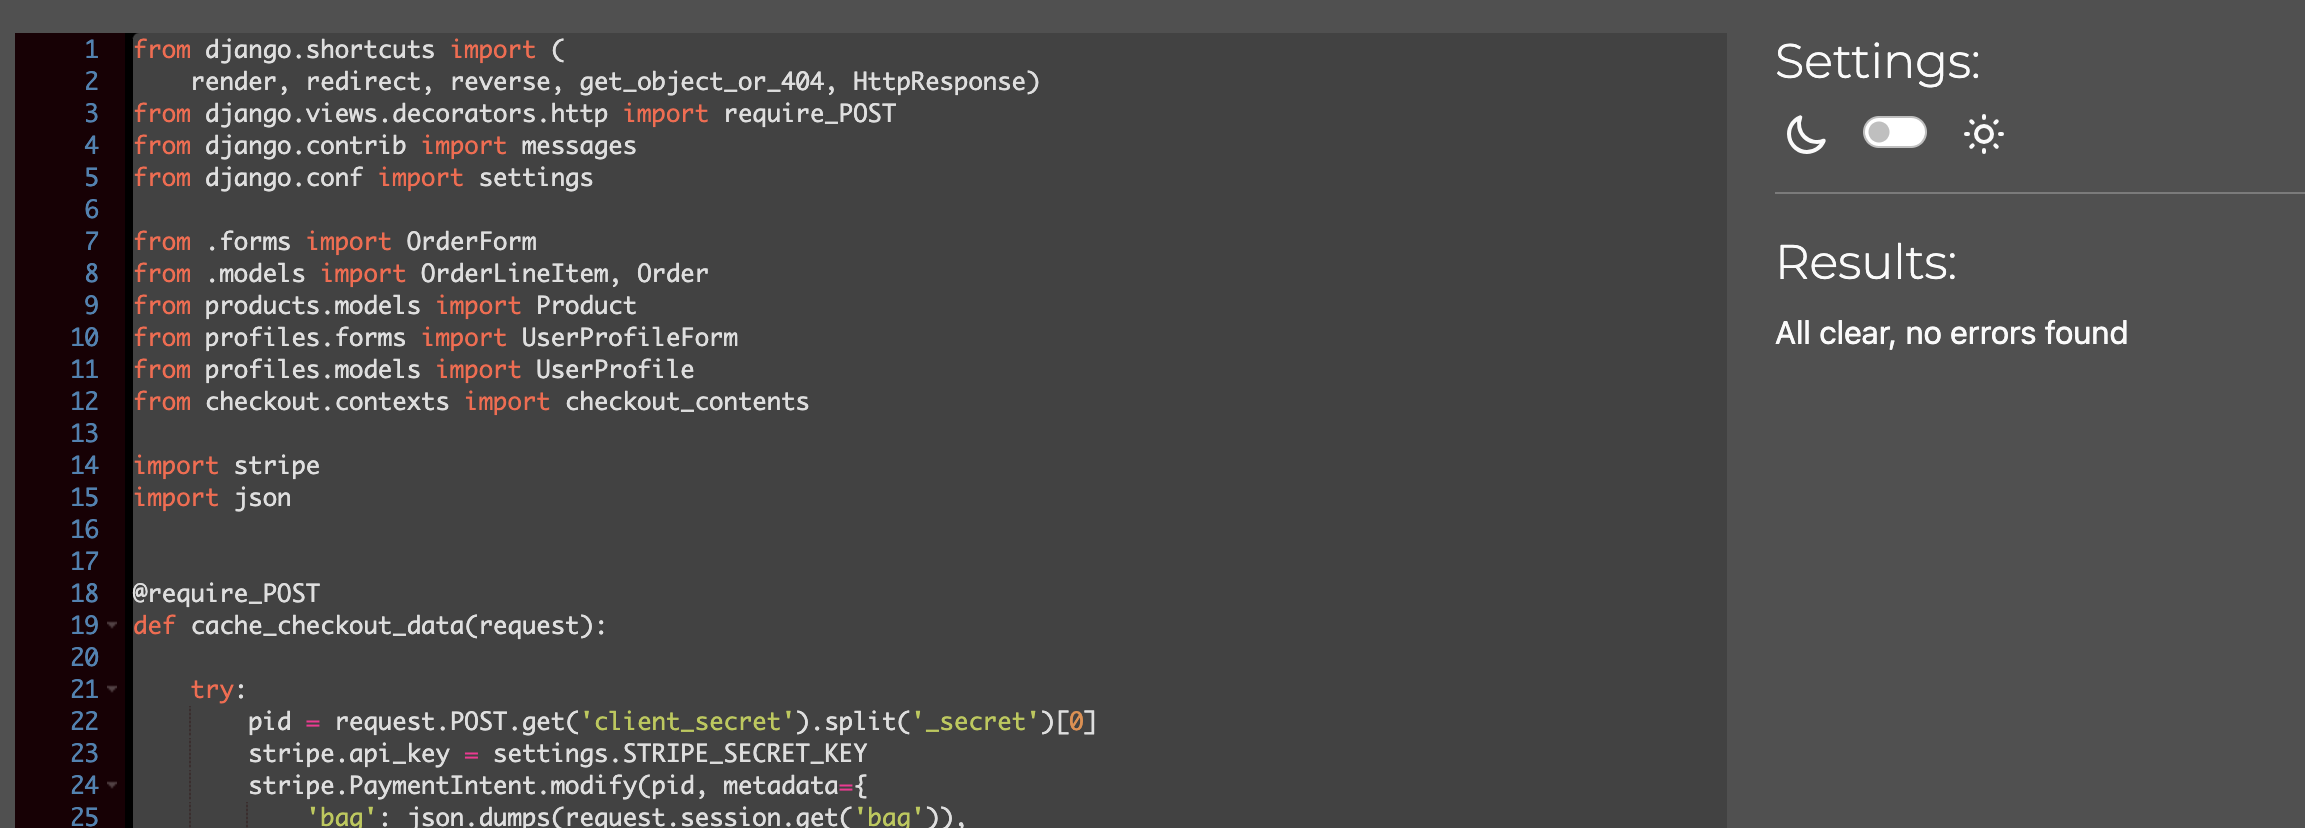 1 from django.shortcuts import (
2     render, redirect, reverse, get_object_or_404, HttpResponse)
3 from django.views.decorators.http import require_POST
4 from django.contrib import messages
5 from django.conf import settings
6
7 from .forms import OrderForm
8 from .models import OrderLineItem, Order
9 from products.models import Product
10 from profiles.forms import UserProfileForm
11 from profiles.models import UserProfile
12 from checkout.contexts import checkout_contents
13
14 import stripe
15 import json
16
17
18 @require_POST
19 def cache_checkout_data(request):
20
21     try:
22         pid = request.POST.get('client_secret').split('_secret')[0]
23         stripe.api_key = settings.STRIPE_SECRET_KEY
24         stripe.PaymentIntent.modify(pid, metadata={
25             'bag': json.dumps(request.session.get('bag')),
Settings:
Results:
All clear, no errors found